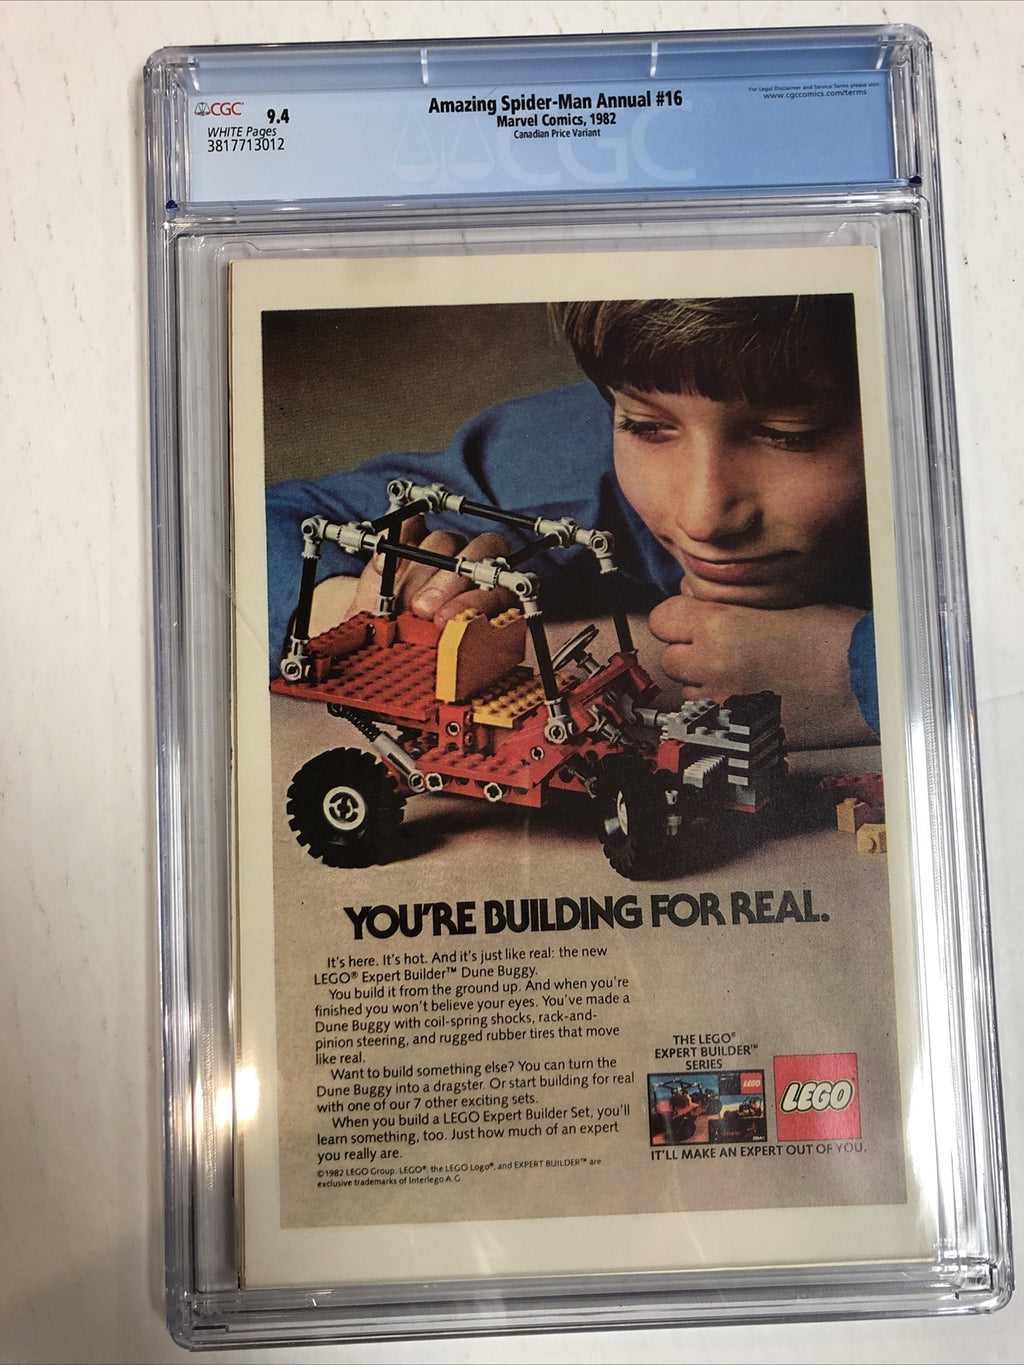 CGC
9.4
WHITE Pages
3817713012
Amazing Spider-Man Annual #16
Marvel Comics, 1982
Canadian Price Variant
For Legal Disclaimer and Service Terms please visit:
www.cgccomics.com/terms
CGC
YOU'RE BUILDING FOR REAL.
It's here. It's hot. And it's just like real: the new
LEGO® Expert Builder™ Dune Buggy.
You build it from the ground up. And when you're
finished you won't believe your eyes. You've made a
Dune Buggy with coil-spring shocks, rack-and-
pinion steering, and rugged rubber tires that move
like real.
Want to build something else? You can turn the
Dune Buggy into a dragster. Or start building for real
with one of our 7 other exciting sets.
When you build a LEGO Expert Builder Set, you'll
learn something, too. Just how much of an expert
you really are.
©1982 LEGO Group. LEGO®, the LEGO Logo®, and EXPERT BUILDER™ are
exclusive trademarks of Interlego A.G
THE LEGO®
EXPERT BUILDER™
SERIES
LEGO
LEGO
IT'LL MAKE AN EXPERT OUT OF YOU.